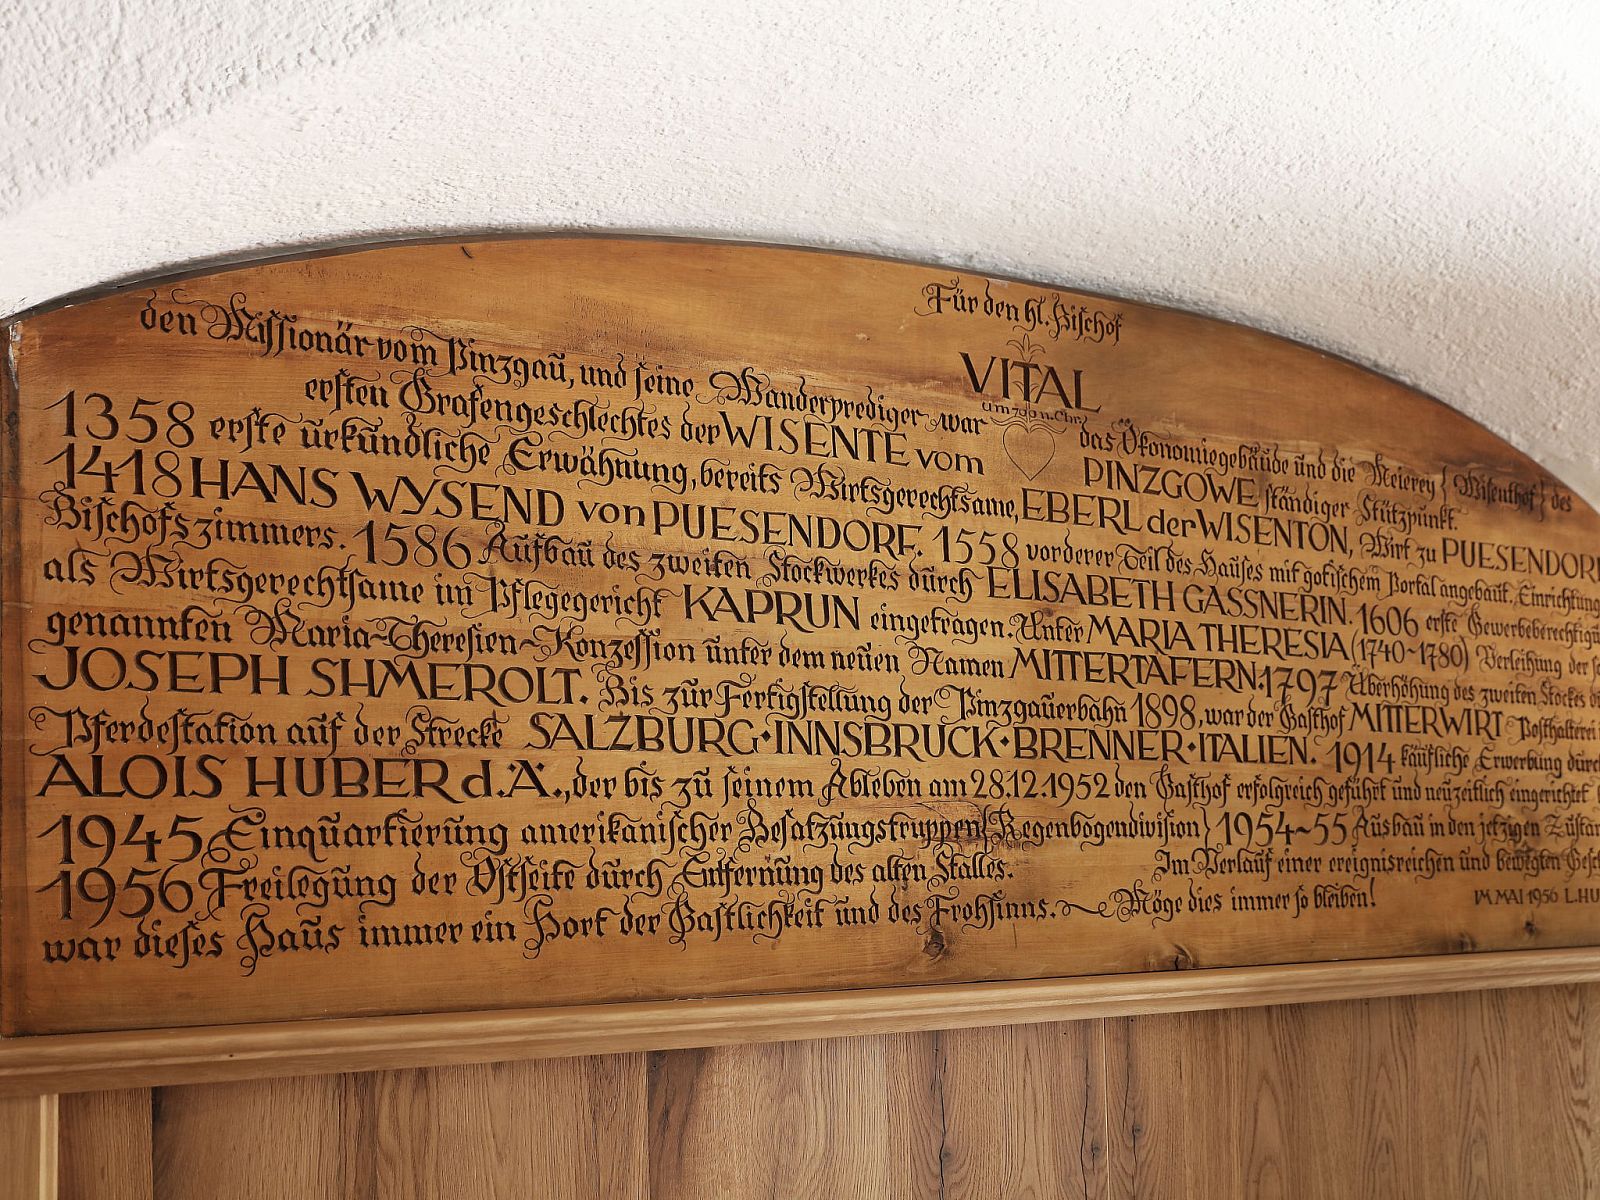 Für den hl. Bischof
VITAL
um 700 n. Chr.
den Missionär vom Pinzgau, und seine Wanderprediger war das Ökonomiegebäude und die Meierey (Wisenthof) des
ersten Grafengeschlechtes der WISENTE vom PINZGOWE ständiger Stützpunkt.
1358 erste urkundliche Erwähnung, bereits Wirtsgerechtsame, EBERL der WISENTON, Wirt zu PUESENDORF
1418 HANS WYSEND von PUESENDORF. 1558 vorderer Teil des Hauses mit gotischem Portal angebaut. Einrichtung
Bischofszimmers. 1586 Aufbau des zweiten Stockwerkes durch ELISABETH GASSNERIN. 1606 erste
als Wirtsgerechtsame im Pflegegericht KAPRUN eingetragen. Unter MARIA THERESIA (1740~1780) Verleihung der
genannten Maria-Theresien-Konzession unter dem neuen Namen MITTERTAFERN. 1797 Überhöhung des zweiten Stockes
JOSEPH SHMEROLT. Bis zur Fertigstellung der Pinzgauerbahn 1898, war der Gasthof MITTERWIRT Posthalterei
Pferdestation auf der Strecke SALZBURG·INNSBRUCK·BRENNER·ITALIEN. 1914 käufliche Erwerbung
ALOIS HUBER d.Ä., der bis zu seinem Ableben am 28.12.1952 den Gasthof erfolgreich geführt und neuzeitlich eingerichtet
1945 Einquartierung amerikanischer Besatzungstruppen (Regenbogendivision) 1954~55 Ausbau in den jetzigen
1956 Freilegung der Ostseite durch Entfernung des alten Stalles. Im Verlauf einer ereignisreichen und bewegten
war dieses Haus immer ein Hort der Gastlichkeit und des Frohsinns. ~ Möge dies immer so bleiben!
IM MAI 1956 L.HU